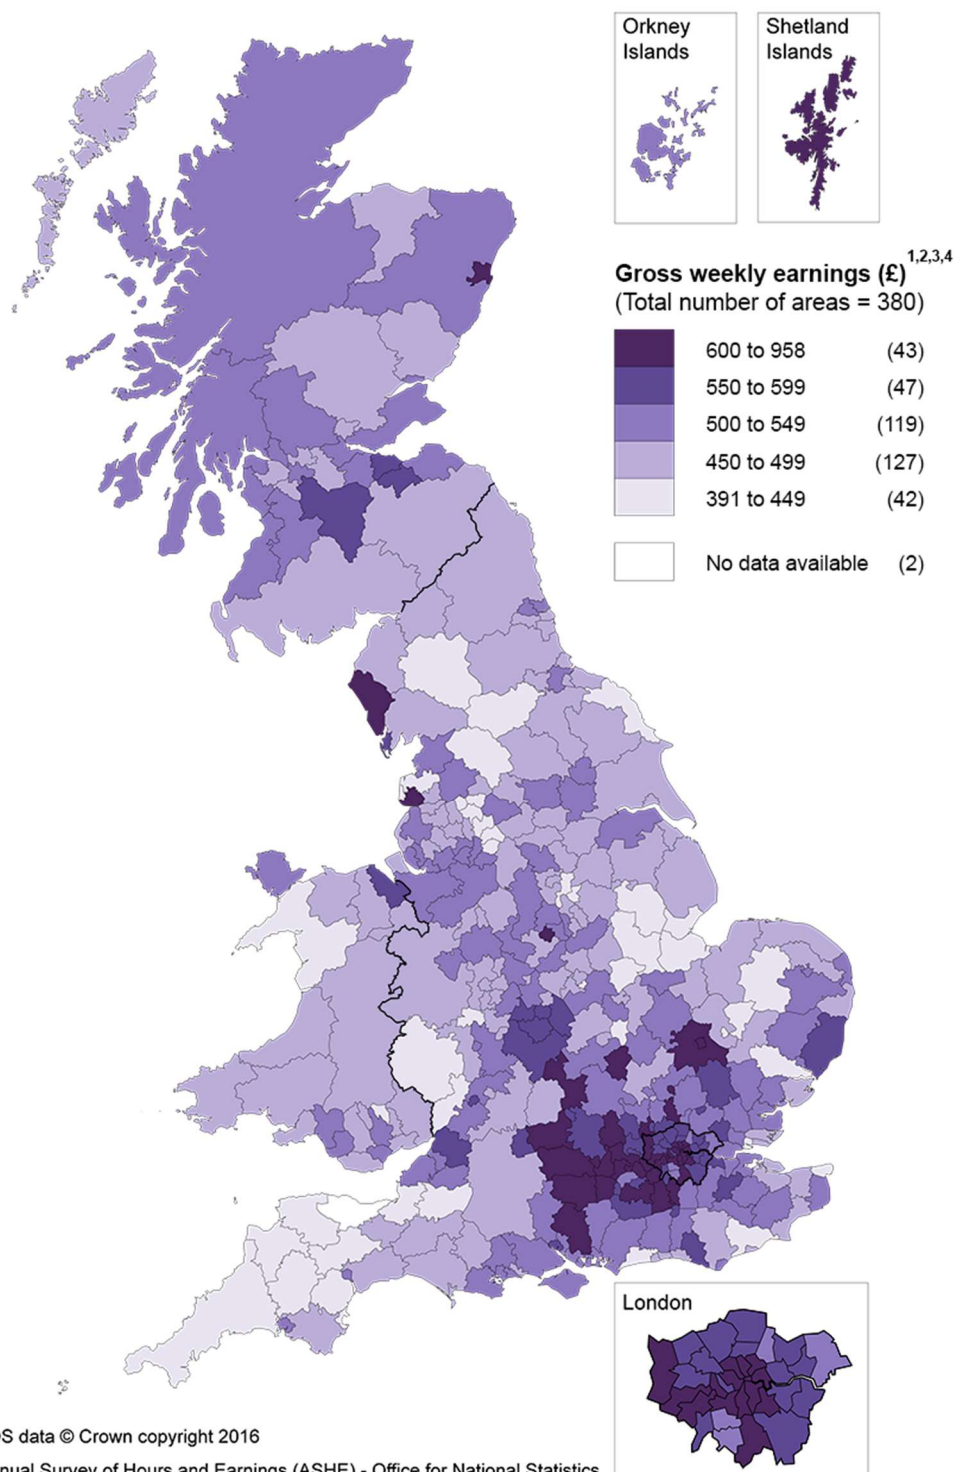 Orkney
Islands
Shetland
Islands
Gross weekly earnings (£)1,2,3,4
(Total number of areas = 380)
600 to 958 (43)
550 to 599 (47)
500 to 549 (119)
450 to 499 (127)
391 to 449 (42)
No data available (2)
London
data © Crown copyright 2016
Survey of Hours and Earnings (ASHE) - Office for National Statistics